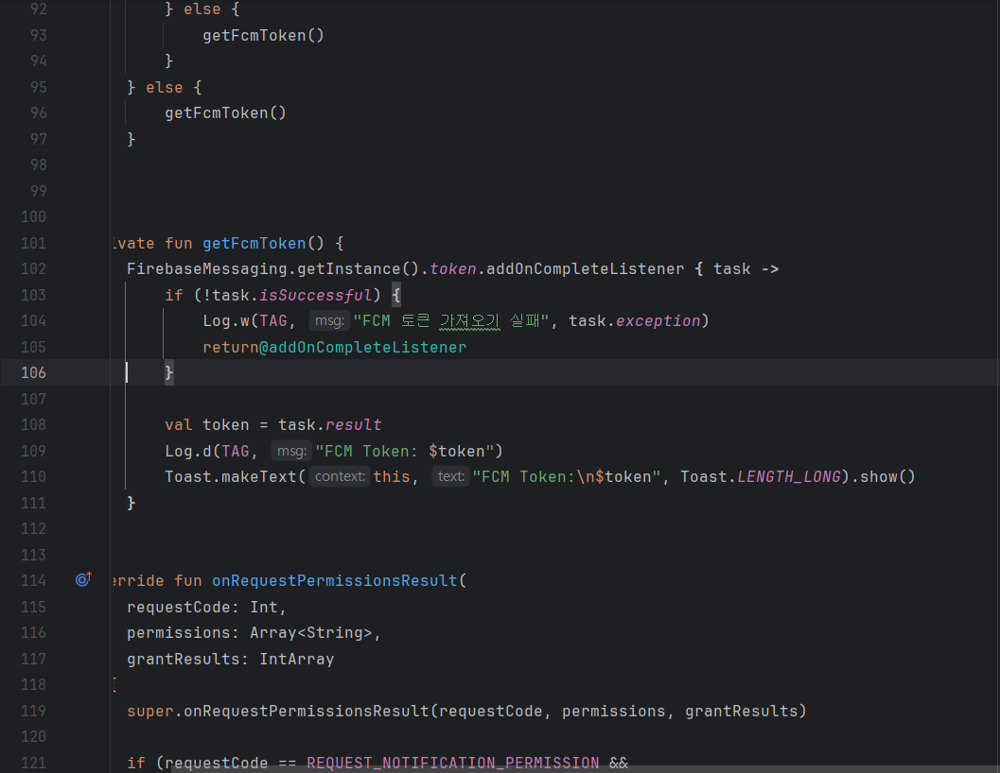 92 } else {
93 getFcmToken()
94 }
95 } else {
96 getFcmToken()
97 }
98
99
100
101 ivate fun getFcmToken() {
102 FirebaseMessaging.getInstance().token.addOnCompleteListener { task ->
103 if (!task.isSuccessful) {
104 Log.w(TAG, msg: "FCM 토큰 가져오기 실패", task.exception)
105 return@addOnCompleteListener
106 }
107
108 val token = task.result
109 Log.d(TAG, msg: "FCM Token: $token")
110 Toast.makeText( context: this, text: "FCM Token:\n$token", Toast.LENGTH_LONG).show()
111 }
112
113
114 erride fun onRequestPermissionsResult(
115 requestCode: Int,
116 permissions: Array<String>,
117 grantResults: IntArray
118 {
119 super.onRequestPermissionsResult(requestCode, permissions, grantResults)
120
121 if (requestCode == REQUEST_NOTIFICATION_PERMISSION &&